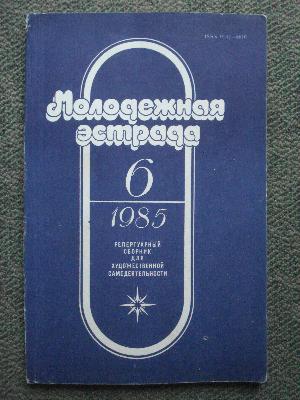 Молодежная
эстрада
6
1985
РЕПЕРТУАРНЫЙ
СБОРНИК
ДЛЯ
ХУДОЖЕСТВЕННОЙ
САМОДЕЯТЕЛЬНОСТИ